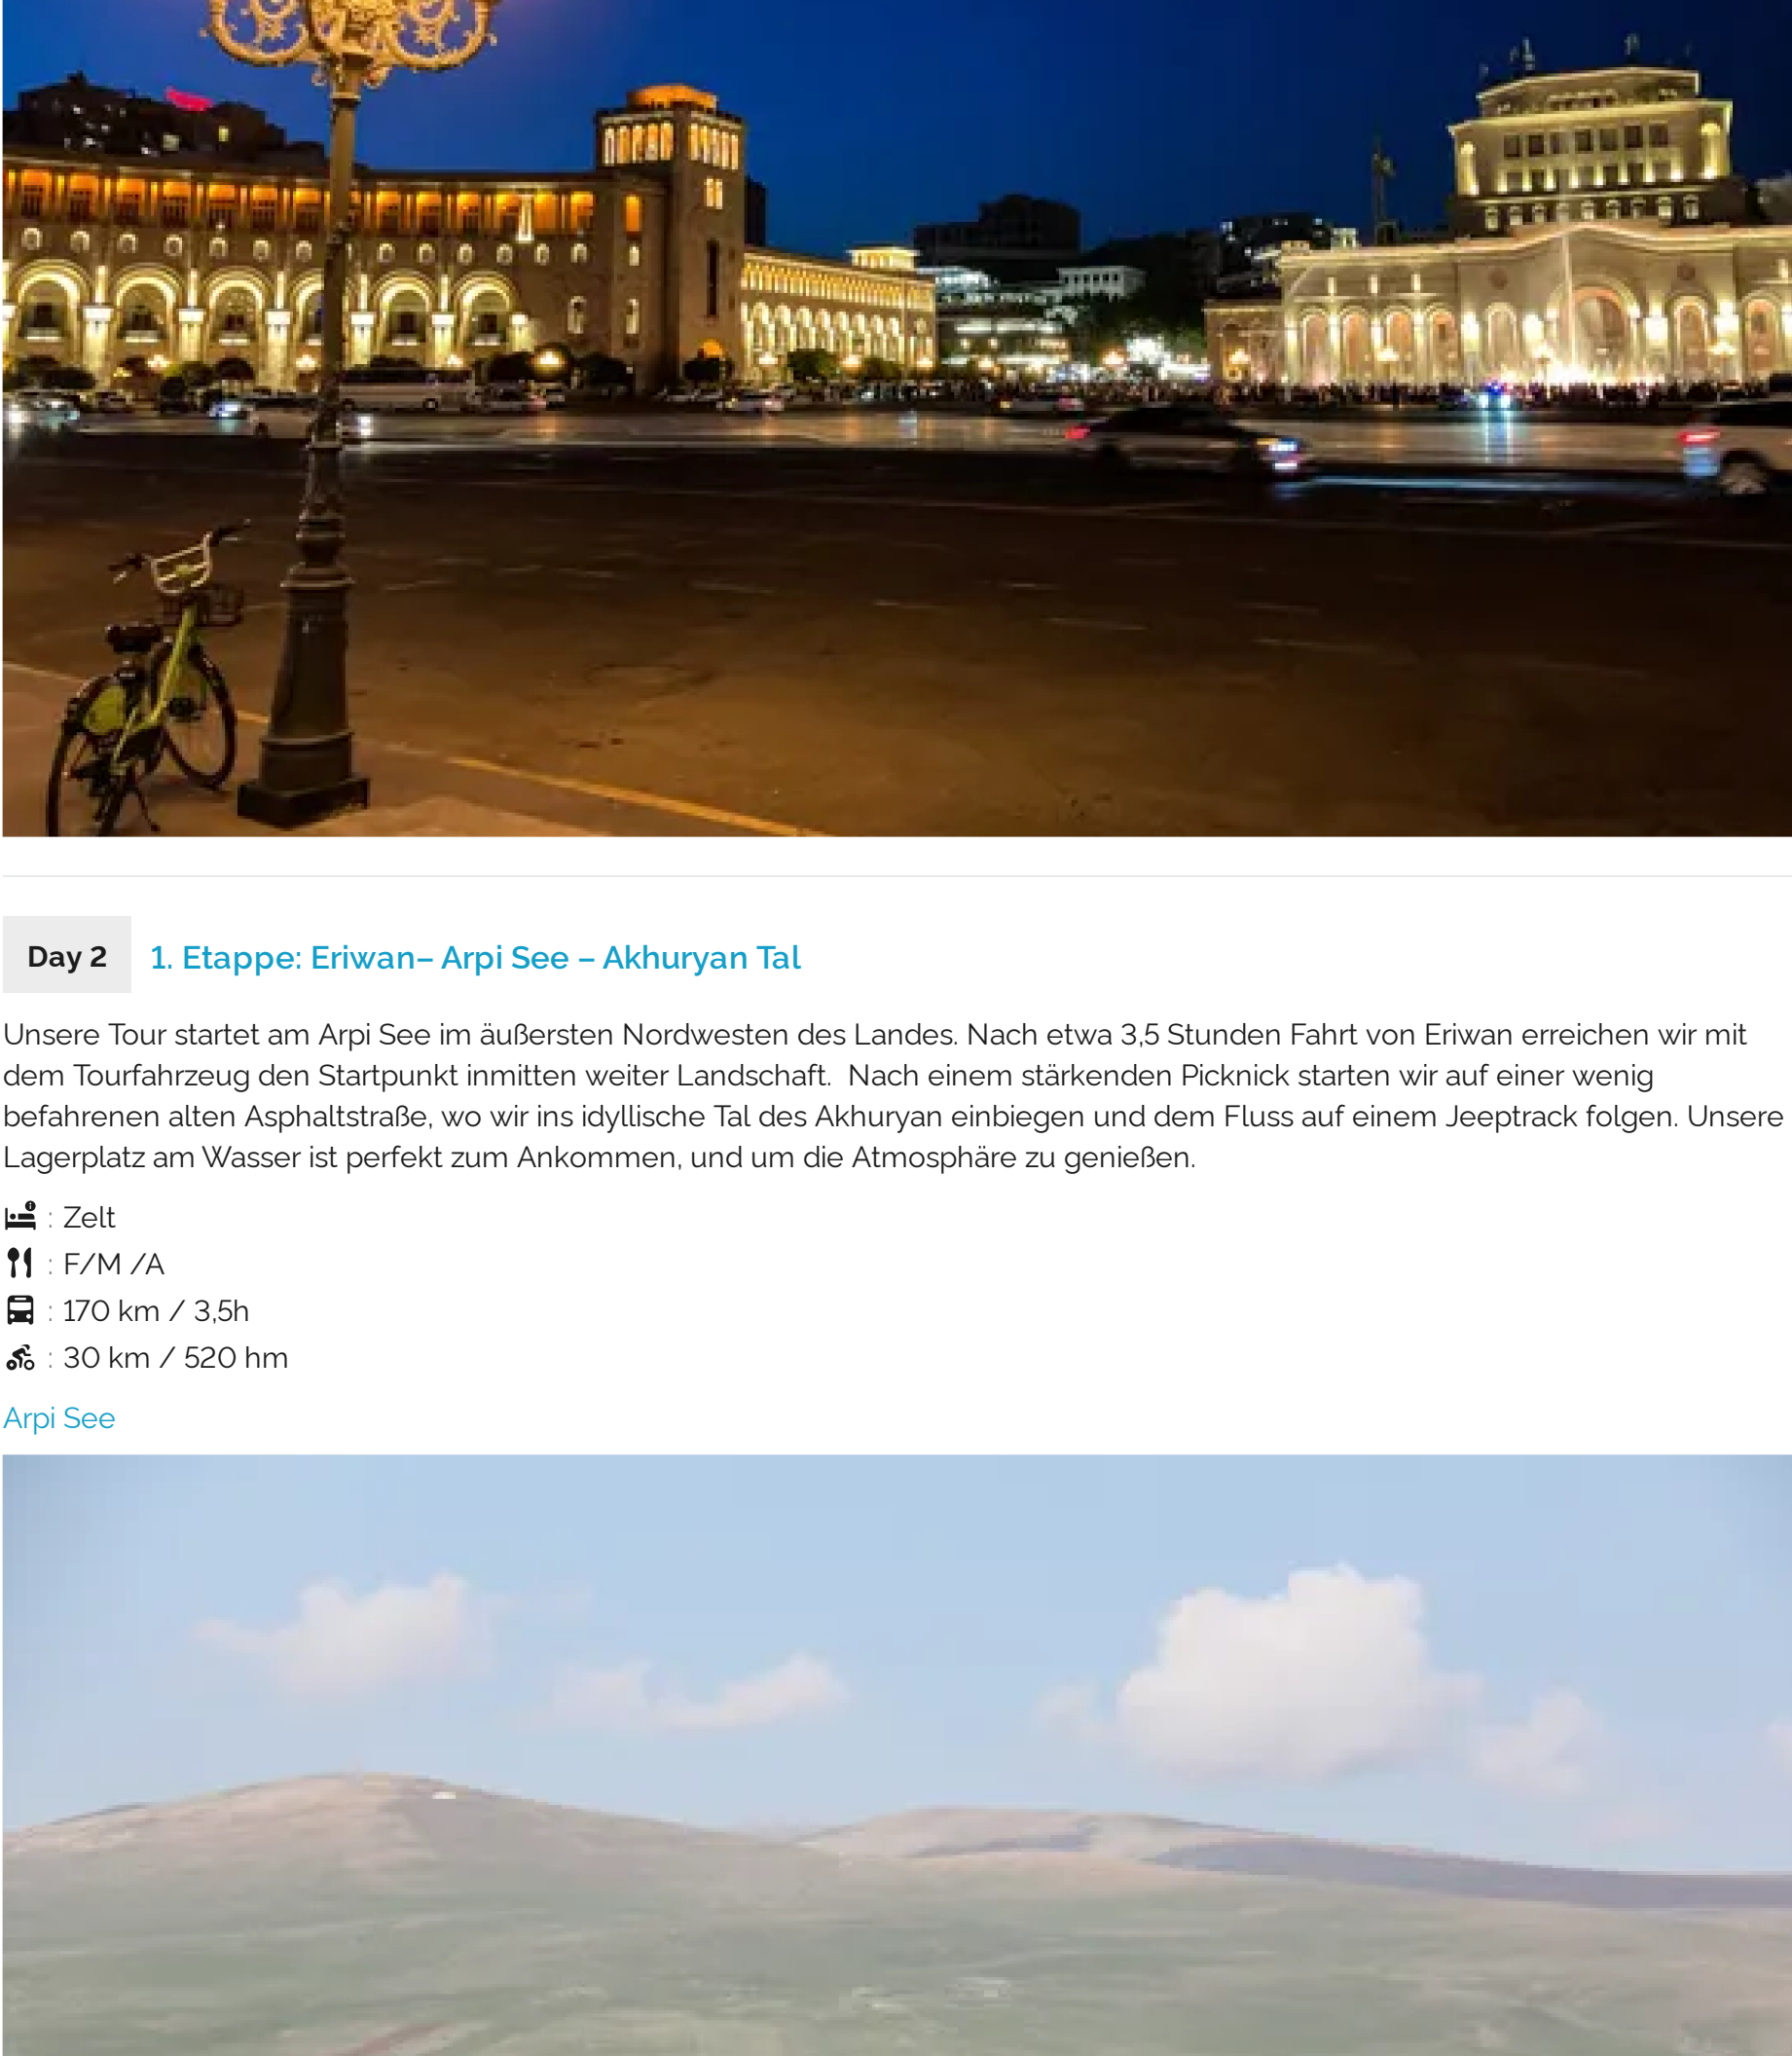 Day 2
1. Etappe: Eriwan– Arpi See – Akhuryan Tal
Unsere Tour startet am Arpi See im äußersten Nordwesten des Landes. Nach etwa 3,5 Stunden Fahrt von Eriwan erreichen wir mit
dem Tourfahrzeug den Startpunkt inmitten weiter Landschaft.  Nach einem stärkenden Picknick starten wir auf einer wenig
befahrenen alten Asphaltstraße, wo wir ins idyllische Tal des Akhuryan einbiegen und dem Fluss auf einem Jeeptrack folgen. Unsere
Lagerplatz am Wasser ist perfekt zum Ankommen, und um die Atmosphäre zu genießen.
: Zelt
: F/M /A
: 170 km / 3,5h
: 30 km / 520 hm
Arpi See